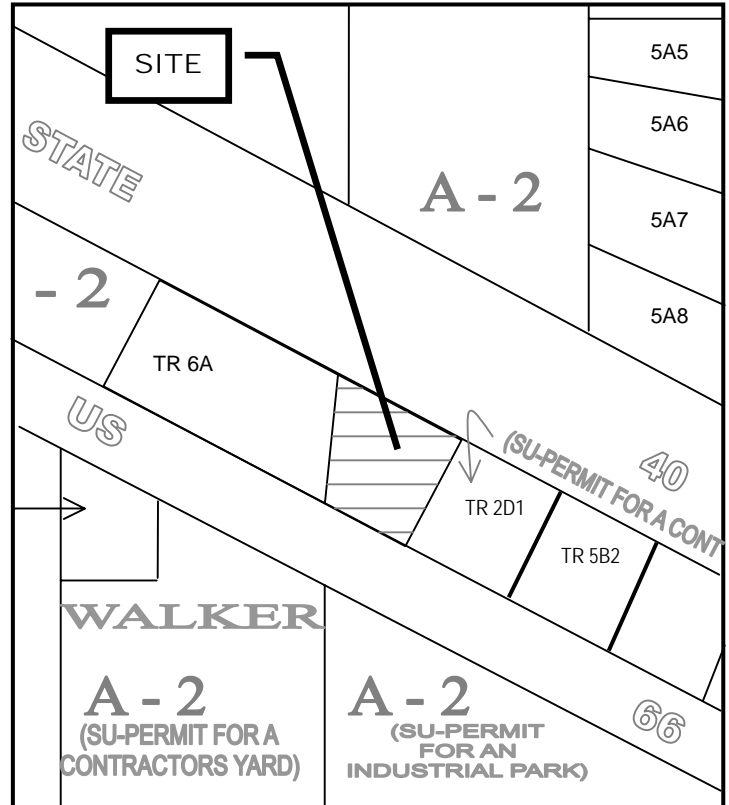 SITE
5A5
5A6
STATE
A - 2
5A7
- 2
5A8
TR 6A
US
(SU-PERMIT FOR A CONT
40
TR 2D1
TR 5B2
WALKER
A - 2
(SU-PERMIT FOR A
CONTRACTORS YARD)
A - 2
(SU-PERMIT
FOR AN
INDUSTRIAL PARK)
66